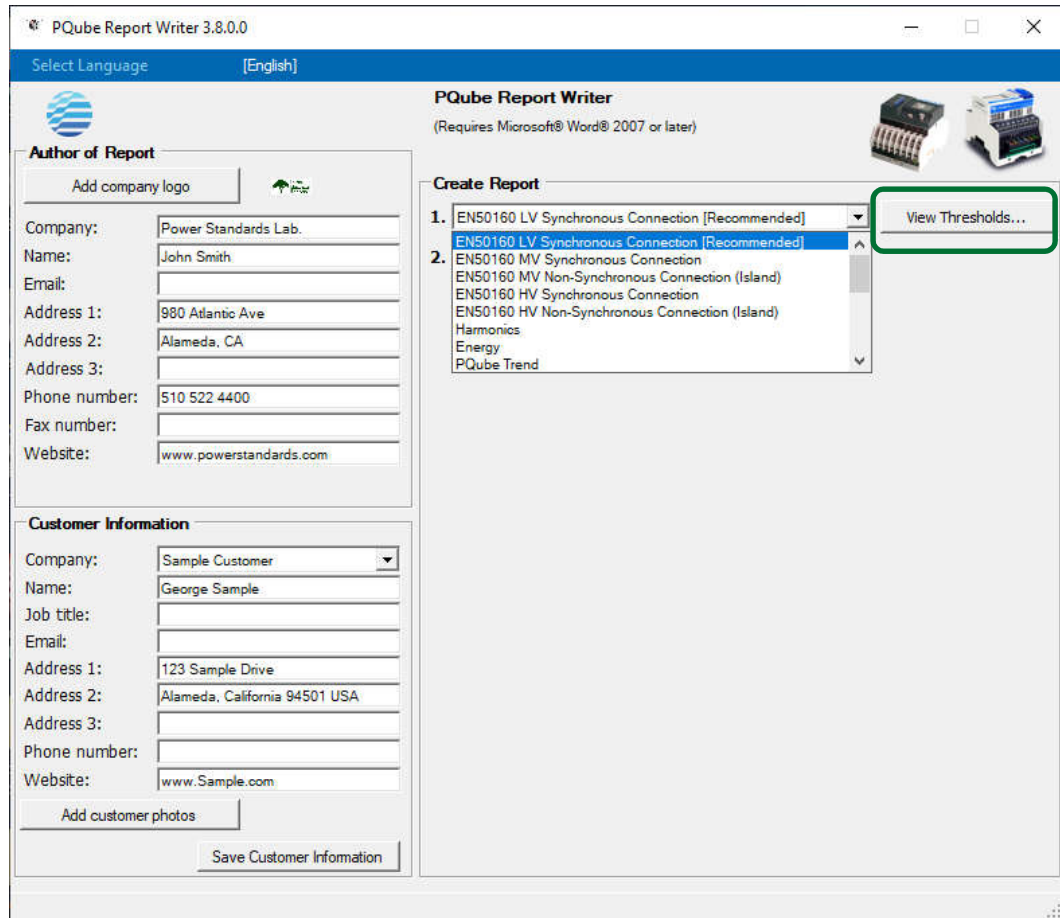 PQube Report Writer 3.8.0.0
Select Language [English]
PQube Report Writer
(Requires Microsoft® Word® 2007 or later)
Author of Report
Add company logo
Company: Power Standards Lab.
Name: John Smith
Email:
Address 1: 980 Atlantic Ave
Address 2: Alameda, CA
Address 3:
Phone number: 510 522 4400
Fax number:
Website: www.powerstandards.com
Customer Information
Company: Sample Customer
Name: George Sample
Job title:
Email:
Address 1: 123 Sample Drive
Address 2: Alameda, California 94501 USA
Address 3:
Phone number:
Website: www.Sample.com
Add customer photos
Save Customer Information
Create Report
1. EN50160 LV Synchronous Connection [Recommended] View Thresholds...
EN50160 LV Synchronous Connection [Recommended]
2. EN50160 MV Synchronous Connection
EN50160 MV Non-Synchronous Connection (Island)
EN50160 HV Synchronous Connection
EN50160 HV Non-Synchronous Connection (Island)
Harmonics
Energy
PQube Trend